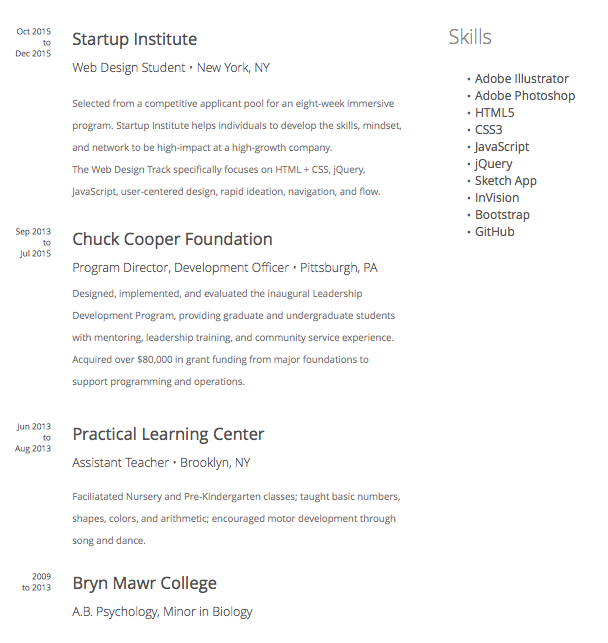 Oct 2015
to
Dec 2015
Startup Institute
Web Design Student • New York, NY
Selected from a competitive applicant pool for an eight-week immersive
program. Startup Institute helps individuals to develop the skills, mindset,
and network to be high-impact at a high-growth company.
The Web Design Track specifically focuses on HTML + CSS, jQuery,
JavaScript, user-centered design, rapid ideation, navigation, and flow.
Sep 2013
to
Jul 2015
Chuck Cooper Foundation
Program Director, Development Officer • Pittsburgh, PA
Designed, implemented, and evaluated the inaugural Leadership
Development Program, providing graduate and undergraduate students
with mentoring, leadership training, and community service experience.
Acquired over $80,000 in grant funding from major foundations to
support programming and operations.
Jun 2013
to
Aug 2013
Practical Learning Center
Assistant Teacher • Brooklyn, NY
Faciliatated Nursery and Pre-Kindergarten classes; taught basic numbers,
shapes, colors, and arithmetic; encouraged motor development through
song and dance.
2009
to 2013
Bryn Mawr College
A.B. Psychology, Minor in Biology
Skills
• Adobe Illustrator
• Adobe Photoshop
• HTML5
• CSS3
• JavaScript
• jQuery
• Sketch App
• InVision
• Bootstrap
• GitHub